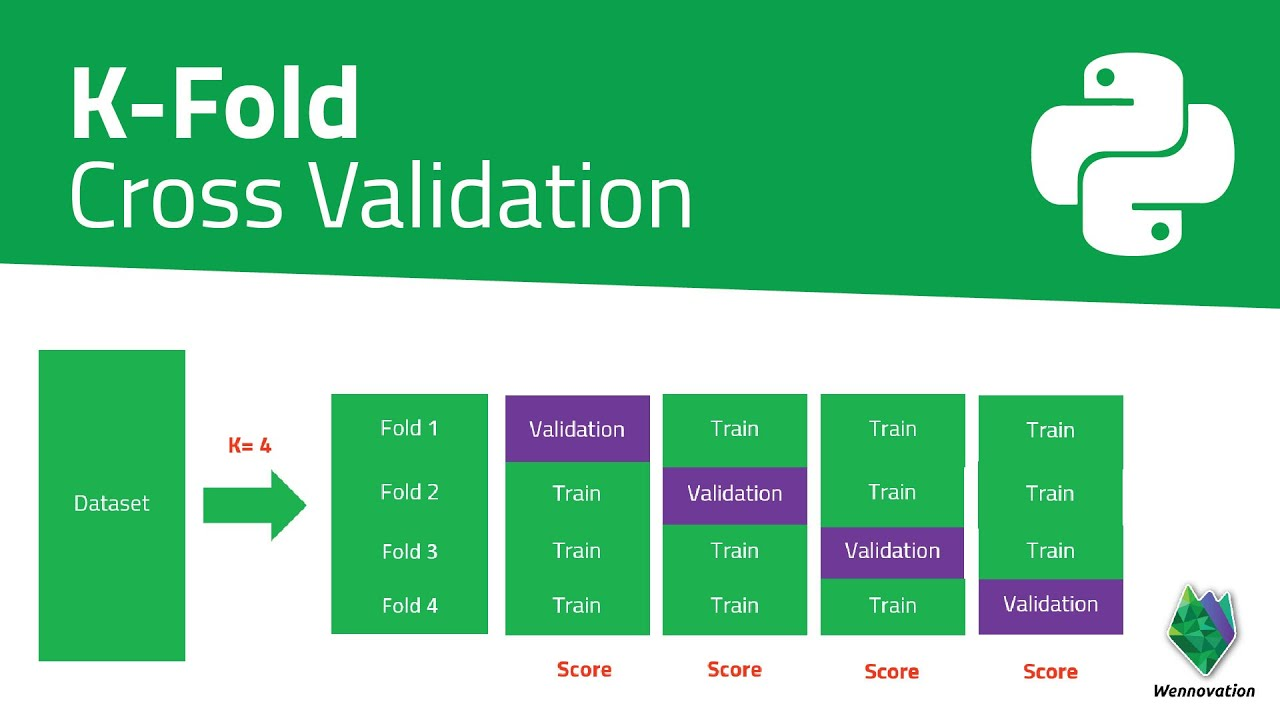 K-Fold
Cross Validation
Dataset
K= 4
Fold 1 Validation Train Train Train
Fold 2 Train Validation Train Train
Fold 3 Train Train Validation Train
Fold 4 Train Train Train Validation
Score Score Score Score
Wennovation